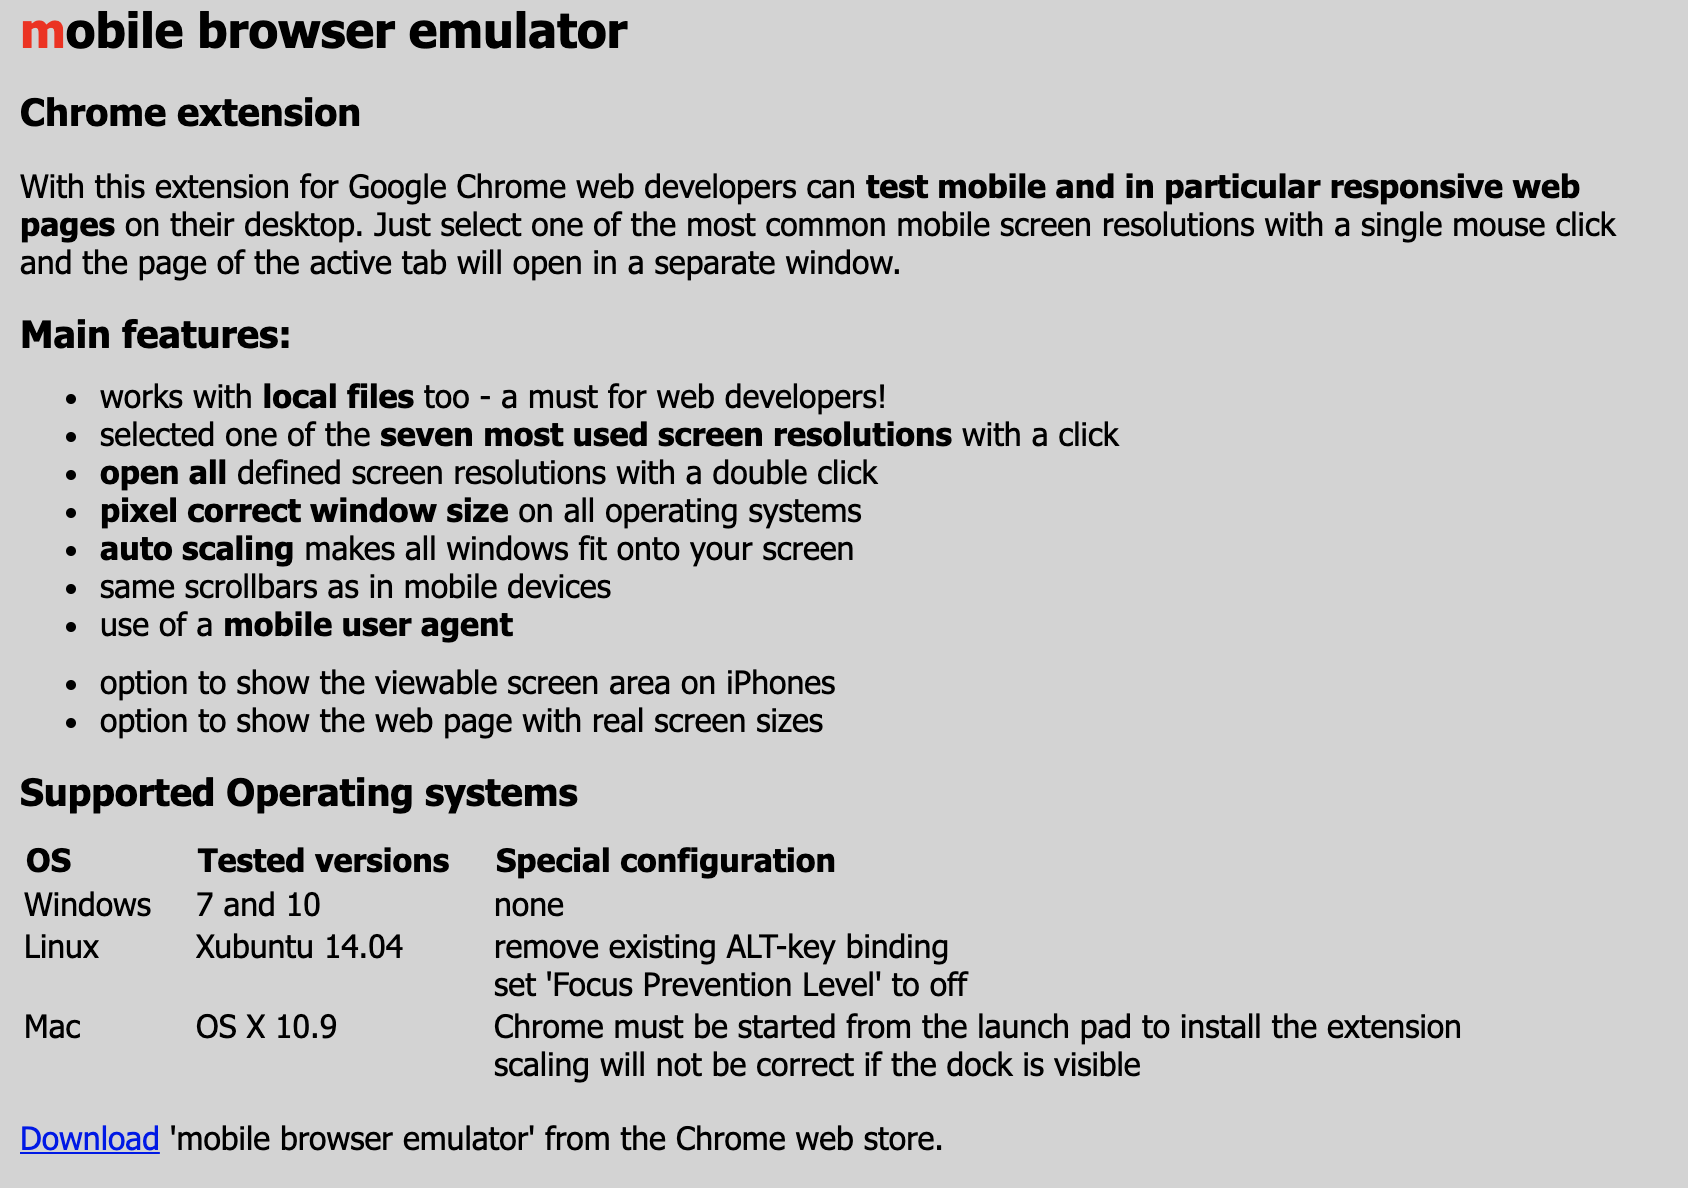 mobile browser emulator
Chrome extension
With this extension for Google Chrome web developers can test mobile and in particular responsive web
pages on their desktop. Just select one of the most common mobile screen resolutions with a single mouse click
and the page of the active tab will open in a separate window.
Main features:
• works with local files too - a must for web developers!
• selected one of the seven most used screen resolutions with a click
• open all defined screen resolutions with a double click
• pixel correct window size on all operating systems
• auto scaling makes all windows fit onto your screen
• same scrollbars as in mobile devices
• use of a mobile user agent
• option to show the viewable screen area on iPhones
• option to show the web page with real screen sizes
Supported Operating systems
OS Tested versions Special configuration
Windows 7 and 10 none
Linux Xubuntu 14.04 remove existing ALT-key binding
set 'Focus Prevention Level' to off
Mac OS X 10.9 Chrome must be started from the launch pad to install the extension
scaling will not be correct if the dock is visible
Download 'mobile browser emulator' from the Chrome web store.